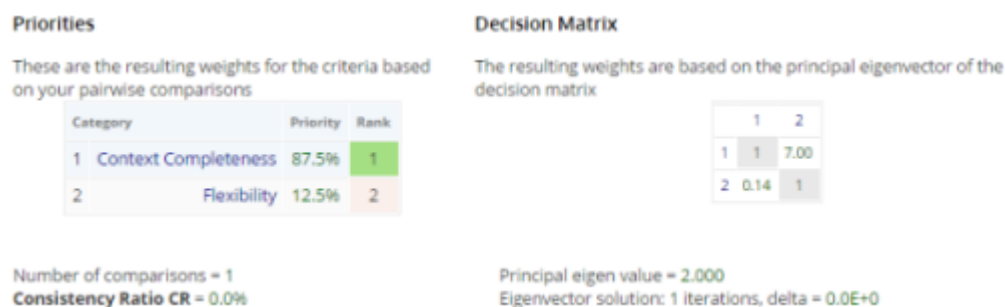 Priorities
These are the resulting weights for the criteria based
on your pairwise comparisons
Category Priority Rank
1 Context Completeness 87.5% 1
2 Flexibility 12.5% 2
Number of comparisons = 1
Consistency Ratio CR = 0.0%
Decision Matrix
The resulting weights are based on the principal eigenvector of the
decision matrix
1 2
1 1 7.00
2 0.14 1
Principal eigen value = 2.000
Eigenvector solution: 1 iterations, delta = 0.0E+0